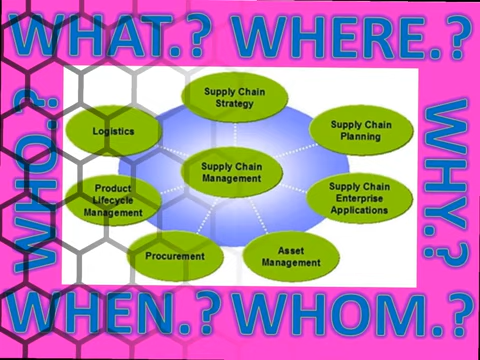 WHAT.? WHERE.?
WHO.?
WHY.?
Supply Chain
Strategy
Logistics
Supply Chain
Planning
Supply Chain
Management
Product
Lifecycle
Management
Supply Chain
Enterprise
Applications
Procurement
Asset
Management
WHEN.? WHOM.?